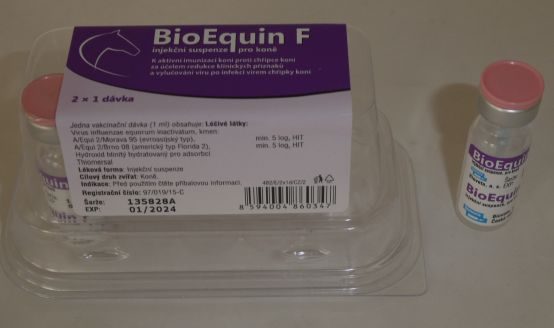 BioEquin F
injekční suspenze pro koně
K aktivní imunizaci koní proti chřipce koní
za účelem redukce klinických příznaků
a vylučování viru po infekci virem chřipky koní
2 × 1 dávka
Jedna vakcinační dávka (1 ml) obsahuje: Léčivé látky:
Virus influenzae equorum inactivatum, kmen:
A/Equi 2/Morava 95 (evroasijský typ), min. 5 log₂ HIT
A/Equi 2/Brno 08 (americký typ Florida 2), min. 5 log₂ HIT
Hydroxid hlinitý hydratovaný pro adsorbci
Thiomersal
Léková forma: Injekční suspenze
Cílový druh zvířat: Koně.
Indikace: Před použitím čtěte příbalovou informaci.
Registrační číslo: 97/019/15-C
Šarže: 135828A
EXP: 01/2024
8 594004 860347
BioEquin
BioEquin